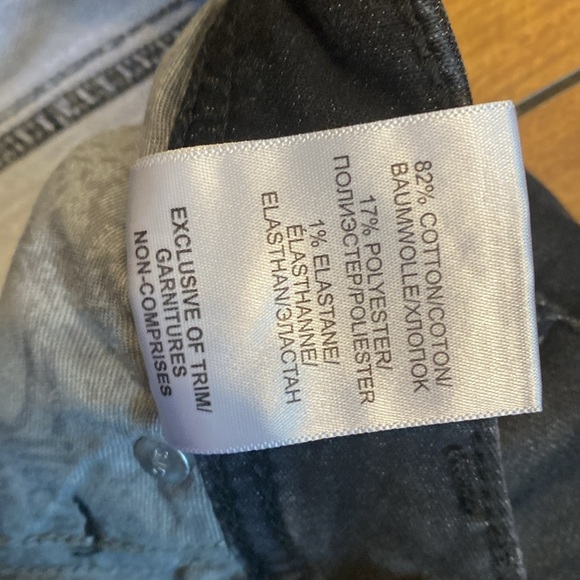 82% COTTON/COTON/
BAUMWOLLE/ХЛОПОК
17% POLYESTER/
ПОЛИЭСТЕР/POLIESTER
1% ELASTANE/
ÉLASTHANNE/
ELASTHAN/ЭЛАСТАН
EXCLUSIVE OF TRIM/
GARNITURES
NON-COMPRISES